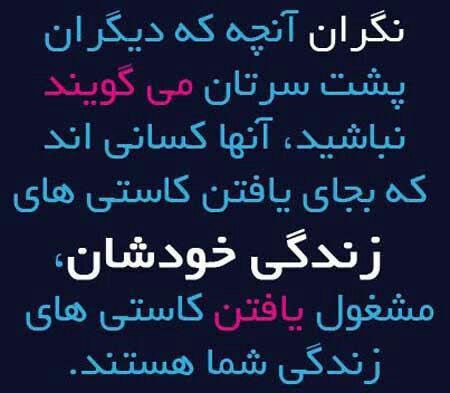 نگران آنچه که دیگران
پشت سرتان می گویند
نباشید، آنها کسانی اند
که بجای یافتن کاستی های
زندگی خودشان،
مشغول یافتن کاستی های
زندگی شما هستند.